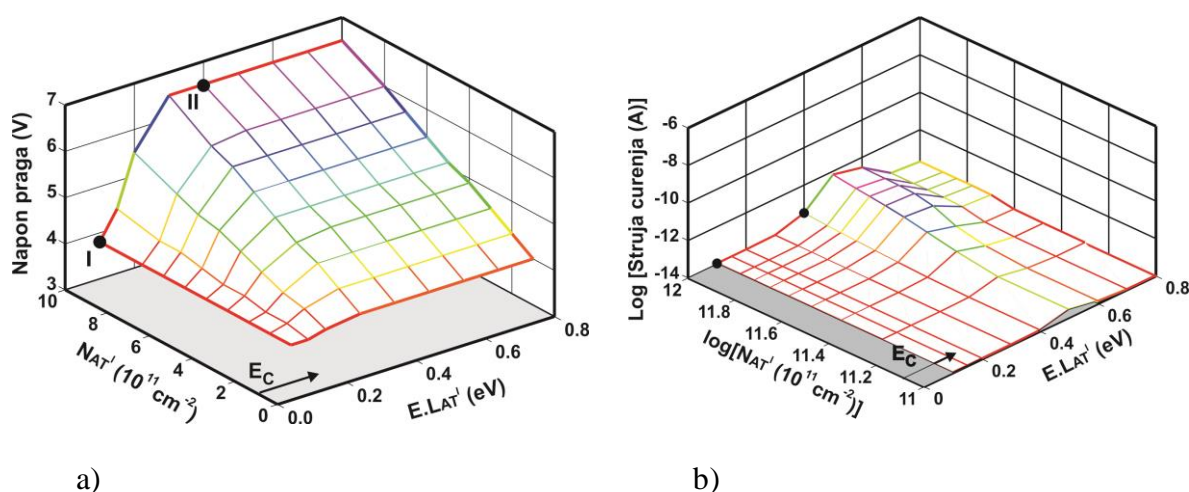 7
6
5
4
3
Napon praga (V)
I
II
10
8
6
4
2
0
N_AT^I (10^11 cm^-2)
E_C
0.0
0.2
0.4
0.6
0.8
E.L_AT^I (eV)
a)
-6
-8
-10
-12
-14
Log [Struja curenja (A)]
12
11.8
11.6
11.4
11.2
11
log[N_AT^I (10^11 cm^-2)]
E_C
0
0.2
0.4
0.6
0.8
E.L_AT^I (eV)
b)